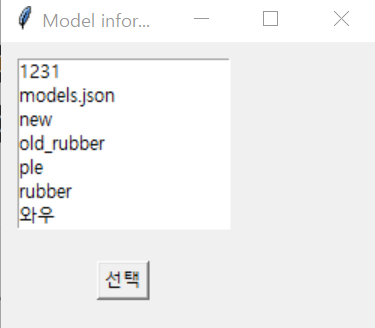 Model infor...
1231
models.json
new
old_rubber
ple
rubber
와우
선택